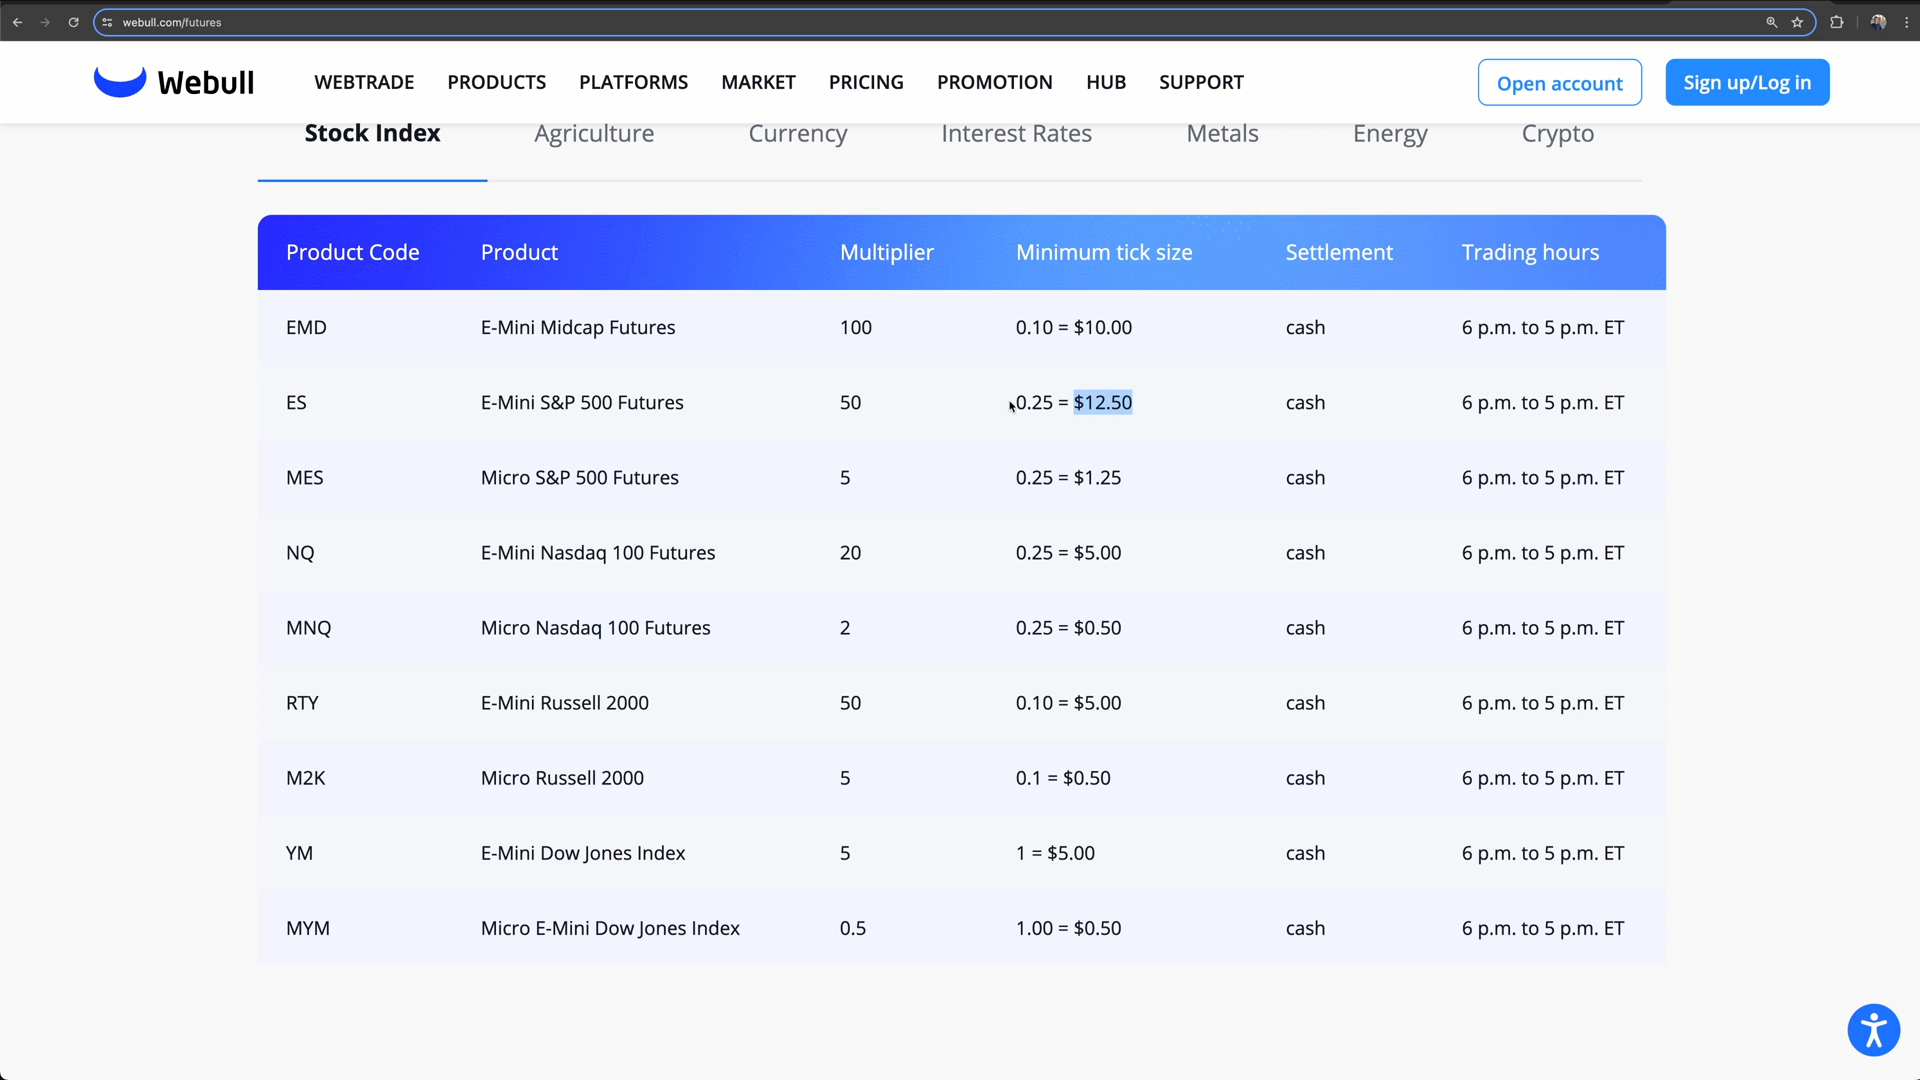 webull.com/futures
Webull WEBTRADE PRODUCTS PLATFORMS MARKET PRICING PROMOTION HUB SUPPORT Open account Sign up/Log in
Stock Index Agriculture Currency Interest Rates Metals Energy Crypto
Product Code Product Multiplier Minimum tick size Settlement Trading hours
EMD E-Mini Midcap Futures 100 0.10 = $10.00 cash 6 p.m. to 5 p.m. ET
ES E-Mini S&P 500 Futures 50 0.25 = $12.50 cash 6 p.m. to 5 p.m. ET
MES Micro S&P 500 Futures 5 0.25 = $1.25 cash 6 p.m. to 5 p.m. ET
NQ E-Mini Nasdaq 100 Futures 20 0.25 = $5.00 cash 6 p.m. to 5 p.m. ET
MNQ Micro Nasdaq 100 Futures 2 0.25 = $0.50 cash 6 p.m. to 5 p.m. ET
RTY E-Mini Russell 2000 50 0.10 = $5.00 cash 6 p.m. to 5 p.m. ET
M2K Micro Russell 2000 5 0.1 = $0.50 cash 6 p.m. to 5 p.m. ET
YM E-Mini Dow Jones Index 5 1 = $5.00 cash 6 p.m. to 5 p.m. ET
MYM Micro E-Mini Dow Jones Index 0.5 1.00 = $0.50 cash 6 p.m. to 5 p.m. ET